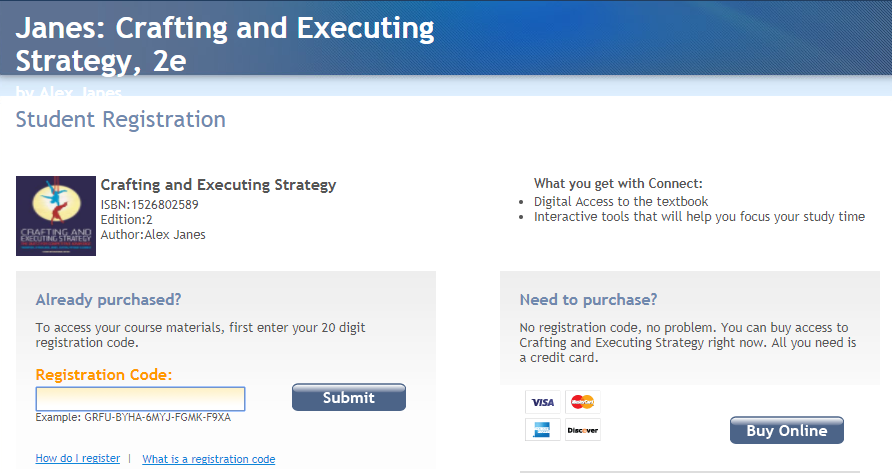 Janes: Crafting and Executing
Strategy, 2e
by Alex Janes
Student Registration
CRAFTING AND
EXECUTING STRATEGY
Crafting and Executing Strategy
ISBN:1526802589
Edition:2
Author:Alex Janes
What you get with Connect:
• Digital Access to the textbook
• Interactive tools that will help you focus your study time
Already purchased?
To access your course materials, first enter your 20 digit
registration code.
Registration Code:
Submit
Example: GRFU-BYHA-6MYJ-FGMK-F9XA
How do I register | What is a registration code
Need to purchase?
No registration code, no problem. You can buy access to
Crafting and Executing Strategy right now. All you need is
a credit card.
VISA MasterCard
Discover
Buy Online